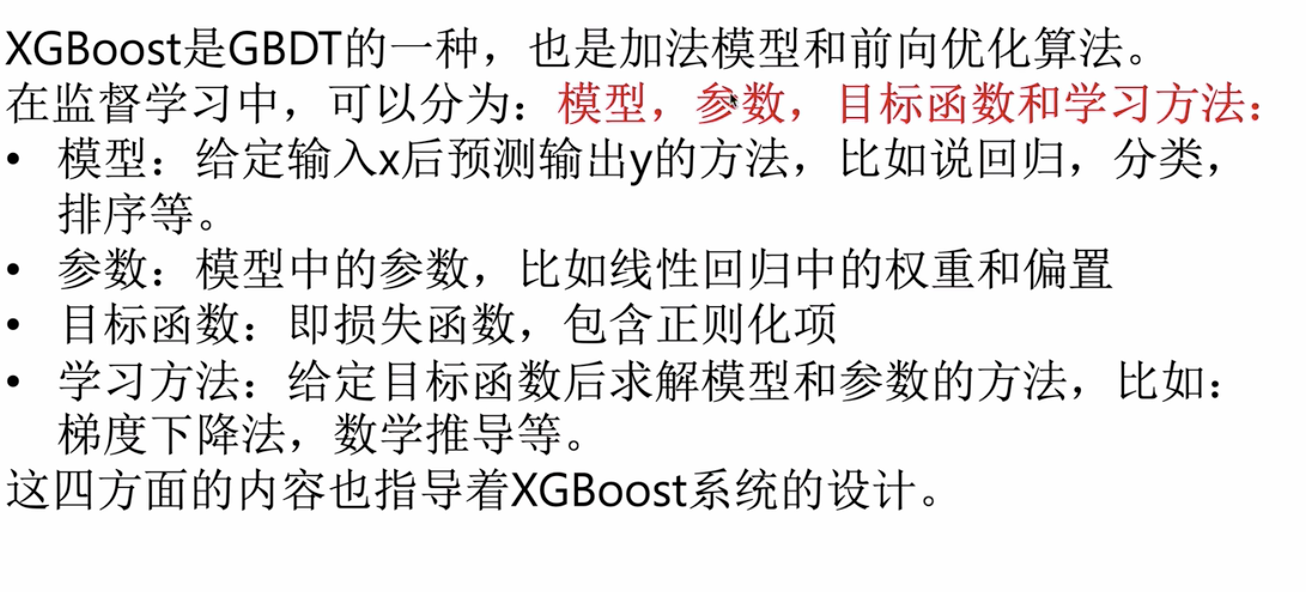 XGBoost是GBDT的一种，也是加法模型和前向优化算法。
在监督学习中，可以分为：模型，参数，目标函数和学习方法：
• 模型：给定输入x后预测输出y的方法，比如说回归，分类，
排序等。
• 参数：模型中的参数，比如线性回归中的权重和偏置
• 目标函数：即损失函数，包含正则化项
• 学习方法：给定目标函数后求解模型和参数的方法，比如：
梯度下降法，数学推导等。
这四方面的内容也指导着XGBoost系统的设计。